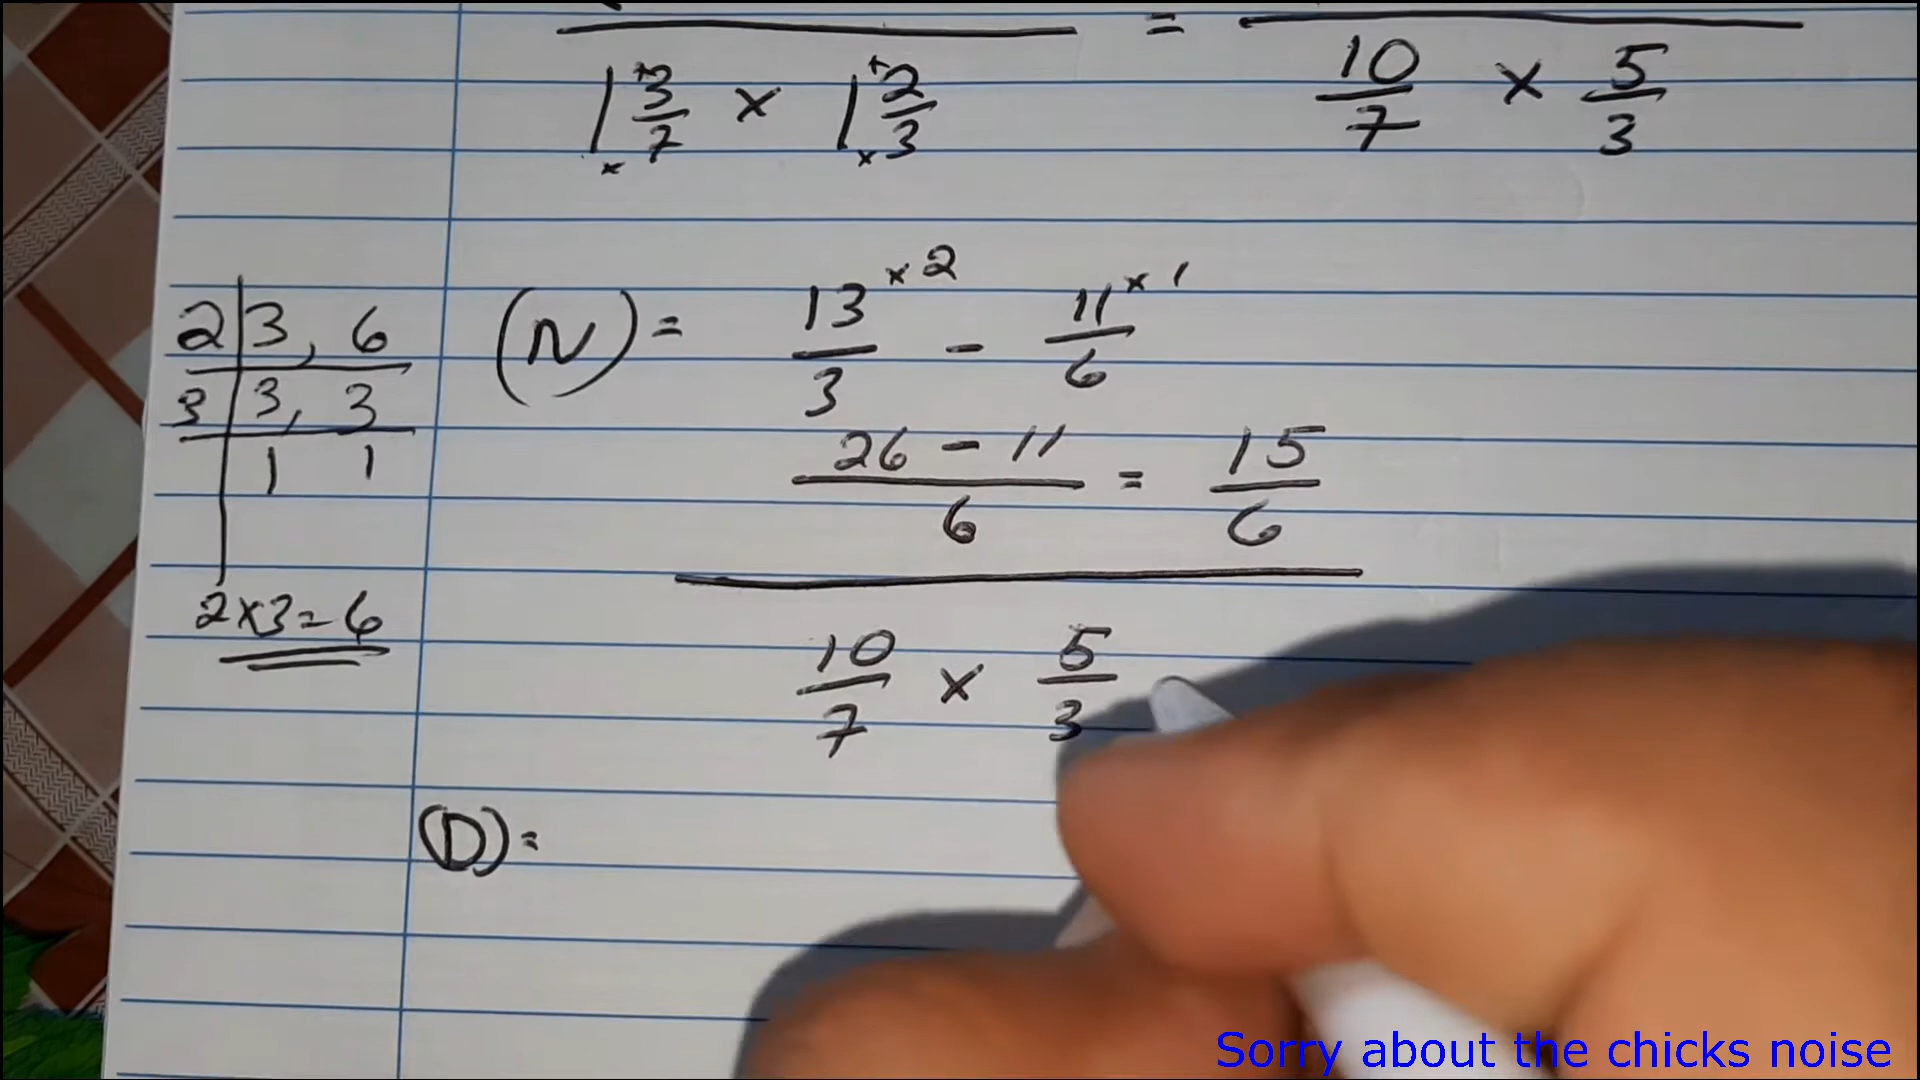 1 3/7 × 1 2/3 = 10/7 × 5/3
2 | 3, 6
3 | 3, 3
1 1
2×3=6
(N) = 13/3 ×2 - 11/6 ×1
26 - 11 / 6 = 15/6
10/7 × 5/3
(D) =
Sorry about the chicks noise